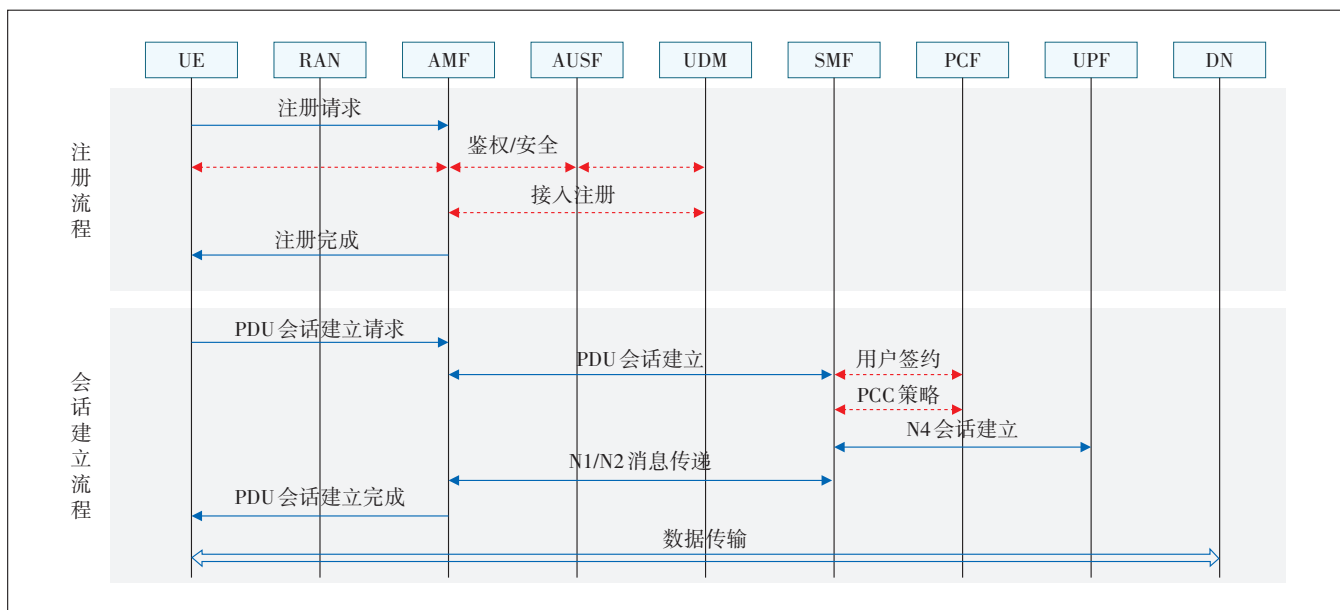 UE RAN AMF AUSF UDM SMF PCF UPF DN
注册流程
注册请求
鉴权/安全
接入注册
注册完成
会话建立流程
PDU会话建立请求
PDU会话建立 用户签约
PCC策略
N4会话建立
N1/N2消息传递
PDU会话建立完成
数据传输